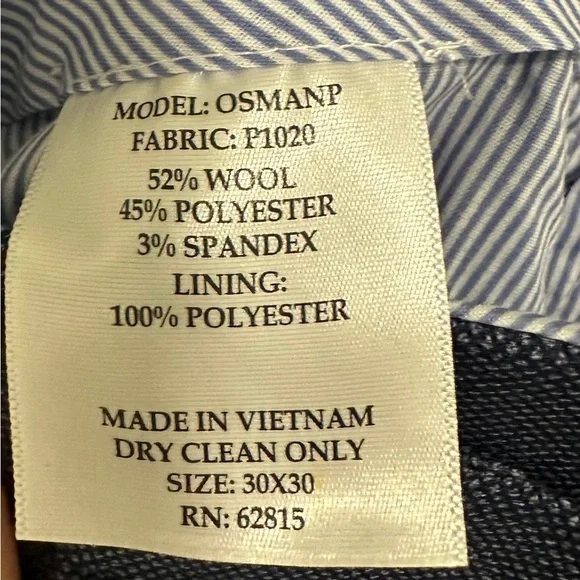 MODEL: OSMANP
FABRIC: P1020
52% WOOL
45% POLYESTER
3% SPANDEX
LINING:
100% POLYESTER
MADE IN VIETNAM
DRY CLEAN ONLY
SIZE: 30X30
RN: 62815